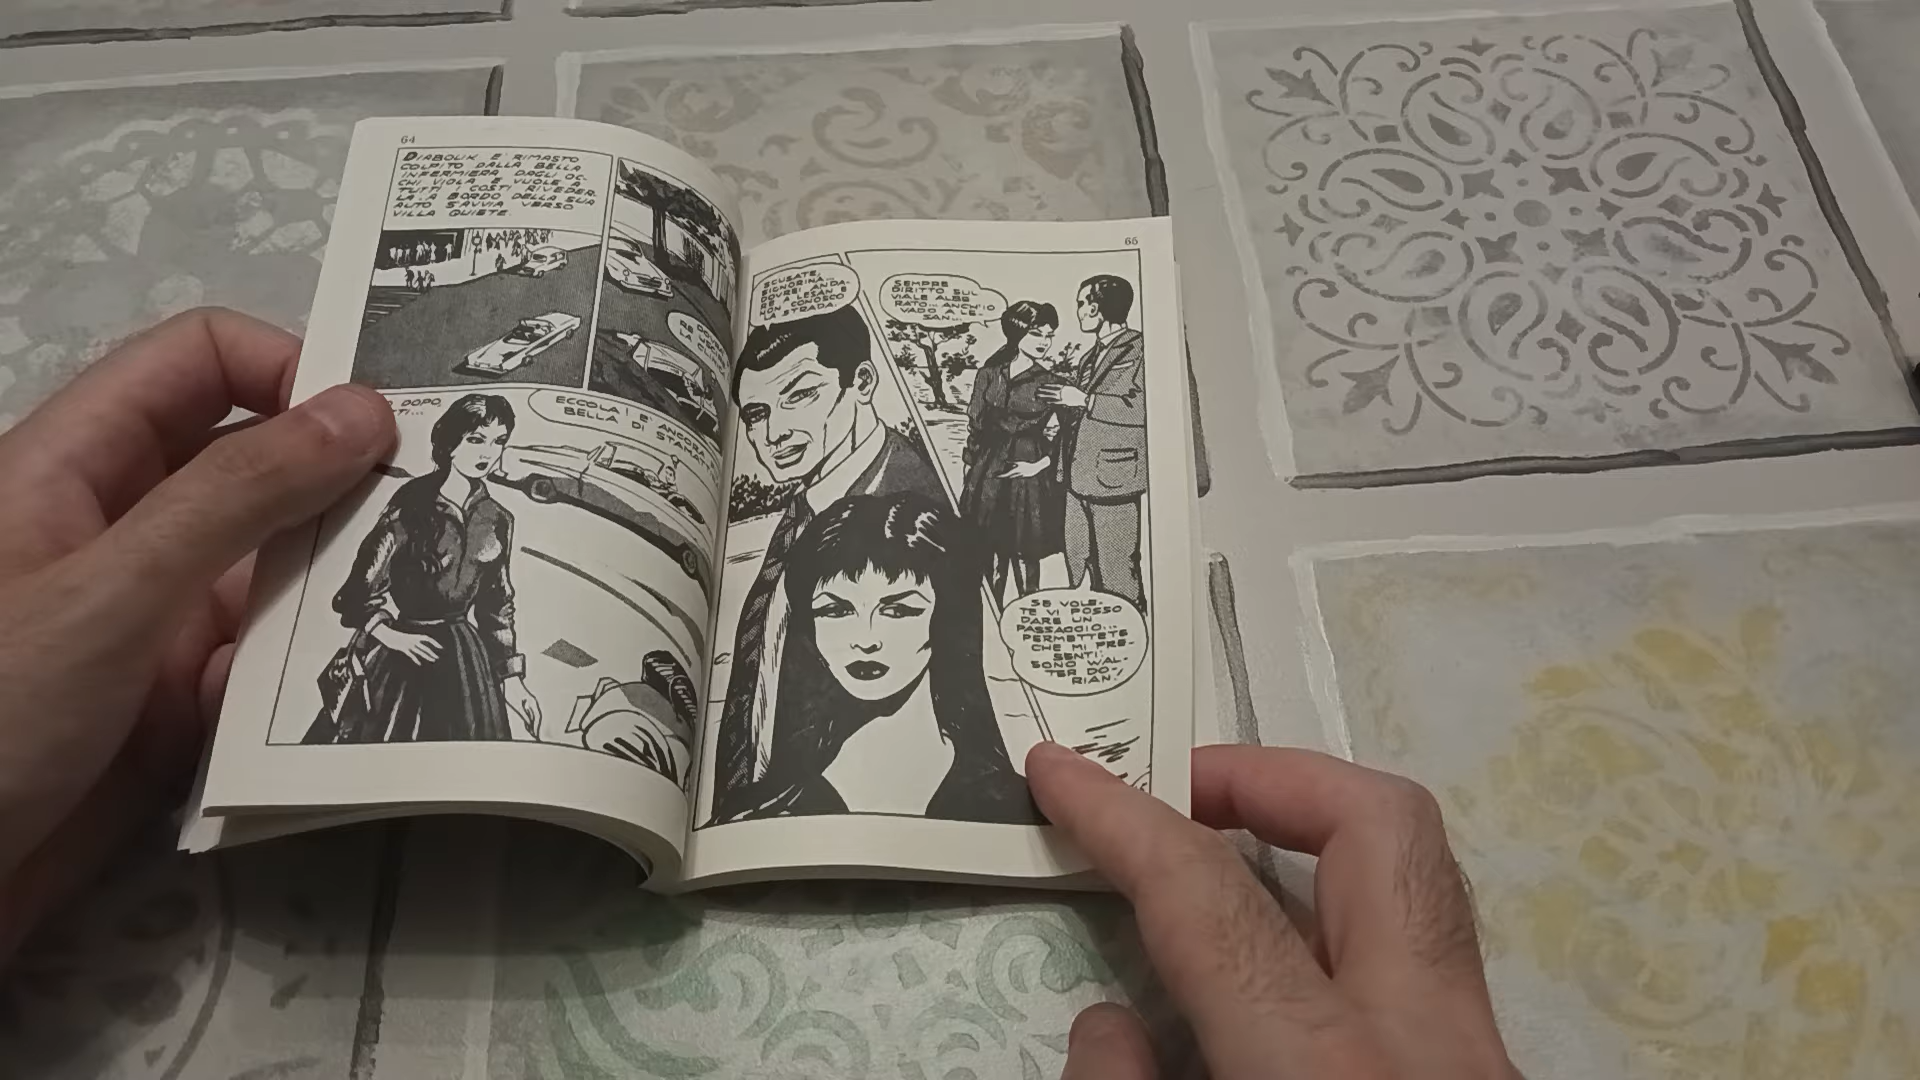 64
DIABOLIK E' RIMASTO
COLPITO DALLA BELLA
INFERMIERA DAGLI OC-
CHI VIOLA E VUOLE A
TUTTI I COSTI RIVEDER-
LA. A BORDO DELLA SUA
AUTO S'AVVIA VERSO
VILLA QUIETE.
DOPO,
ECCOLA! E' ANCORA PIÙ
BELLA DI STAMATTINA
65
SCUSATE,
SIGNORINA...
DOVREI ANDA-
RE A LESAN E
NON CONOSCO
LA STRADA.
SEMPRE
DIRITTO SUL
VIALE ALBE-
RATO... ANCH'IO
VADO A LE-
SAN...
SE VOLE-
TE VI POSSO
DARE UN
PASSAGGIO...
PERMETTETE
CHE MI PRE-
SENTI:
SONO WAL-
TER DO-
RIAN.